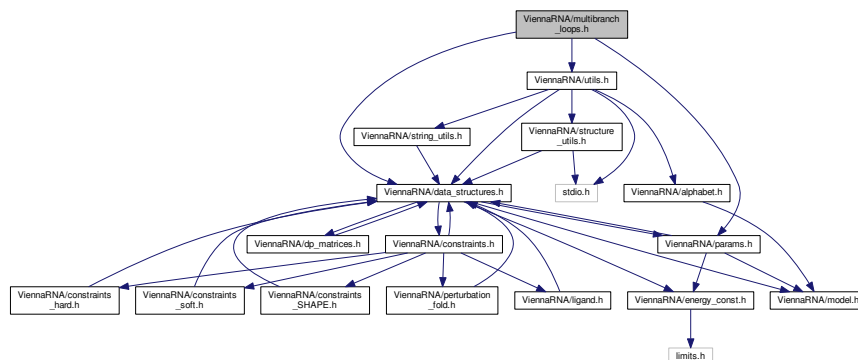 ViennaRNA/multibranch
_loops.h
ViennaRNA/utils.h
ViennaRNA/string_utils.h
ViennaRNA/structure
_utils.h
ViennaRNA/data_structures.h
stdio.h
ViennaRNA/alphabet.h
ViennaRNA/dp_matrices.h
ViennaRNA/constraints.h
ViennaRNA/params.h
ViennaRNA/constraints
_hard.h
ViennaRNA/constraints
_soft.h
ViennaRNA/constraints
_SHAPE.h
ViennaRNA/perturbation
_fold.h
ViennaRNA/ligand.h
ViennaRNA/energy_const.h
ViennaRNA/model.h
limits.h